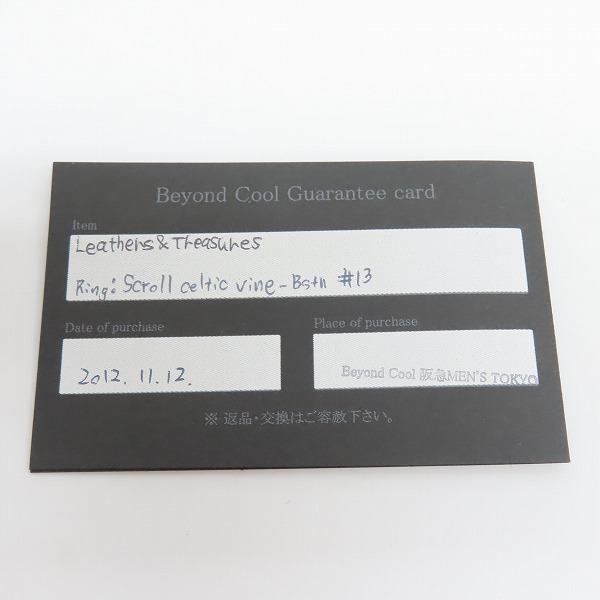 Beyond Cool Guarantee card
Item
Leathers & Treasures
Ring: Scroll celtic vine - Bstn #13
Date of purchase
Place of purchase
2012. 11. 12.
Beyond Cool 阪急MEN'S TOKYO
※ 返品・交換はご容赦下さい。